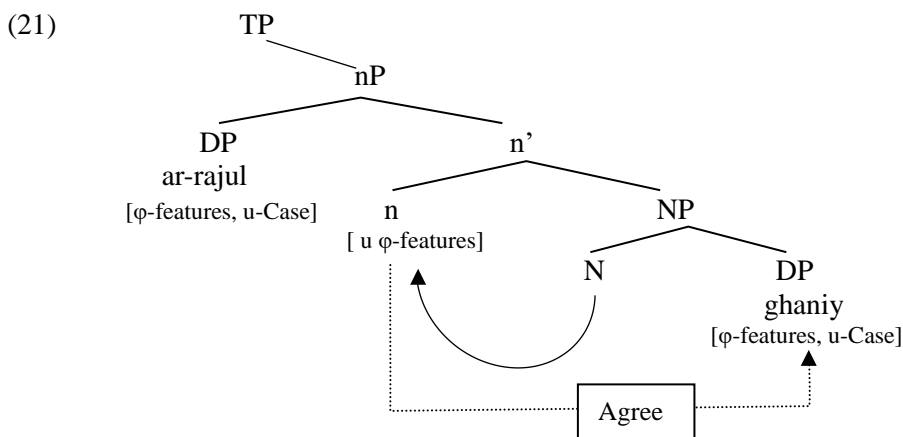 (21) TP
nP
DP n’
ar-rajul
[φ-features, u-Case] n NP
[ u φ-features]
N DP
ghaniy
[φ-features, u-Case]
Agree